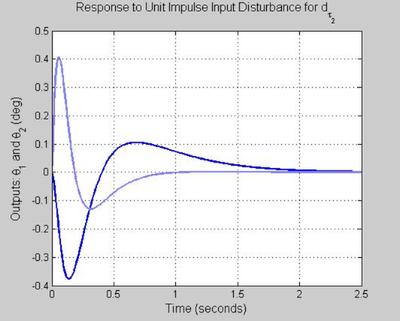 Response to Unit Impulse Input Disturbance for dτ2
Outputs θ1 and θ2 (deg)
0.5
0.4
0.3
0.2
0.1
0
-0.1
-0.2
-0.3
-0.4
0 0.5 1 1.5 2 2.5
Time (seconds)